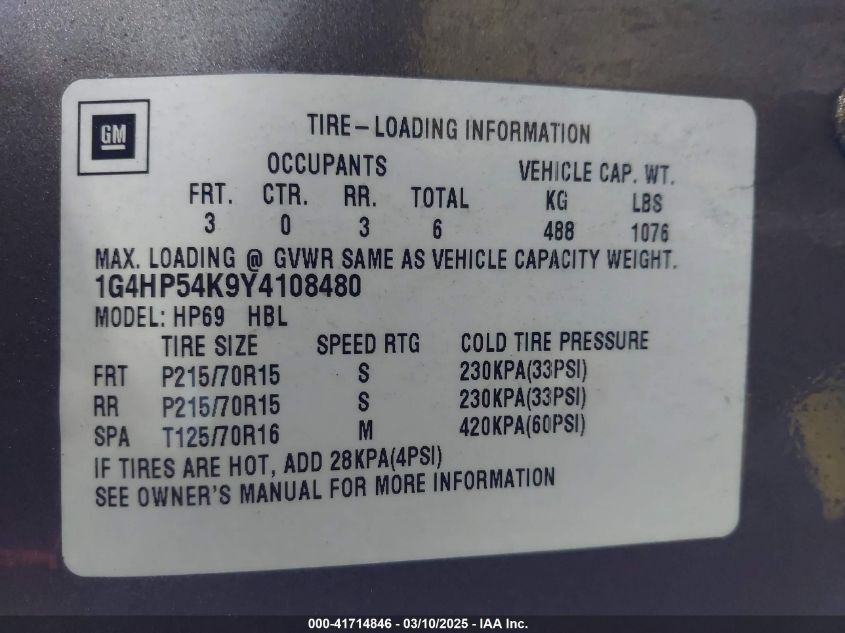 GM
TIRE-LOADING INFORMATION
OCCUPANTS VEHICLE CAP. WT.
FRT. CTR. RR. TOTAL KG LBS
3 0 3 6 488 1076
MAX. LOADING @ GVWR SAME AS VEHICLE CAPACITY WEIGHT.
1G4HP54K9Y4108480
MODEL: HP69 HBL
TIRE SIZE SPEED RTG COLD TIRE PRESSURE
FRT P215/70R15 S 230KPA(33PSI)
RR P215/70R15 S 230KPA(33PSI)
SPA T125/70R16 M 420KPA(60PSI)
IF TIRES ARE HOT, ADD 28KPA(4PSI)
SEE OWNER'S MANUAL FOR MORE INFORMATION
000-41714846 - 03/10/2025 - IAA Inc.